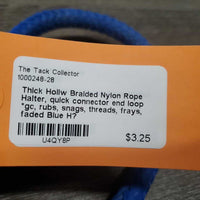 The Tack Collector
1000248-28
Thick Hollw Braided Nylon Rope
Halter, quick connector end loop
*gc, rubs, snags, threads, frays,
faded Blue H7
$3.25
U4QY8P